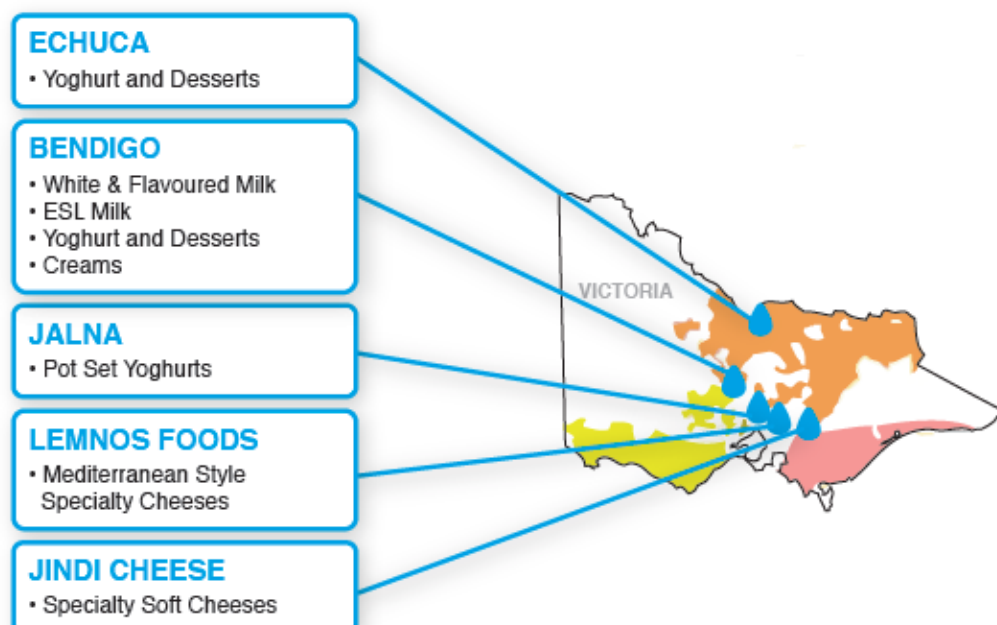 ECHUCA
• Yoghurt and Desserts
BENDIGO
• White & Flavoured Milk
• ESL Milk
• Yoghurt and Desserts
• Creams
JALNA
• Pot Set Yoghurts
LEMNOS FOODS
• Mediterranean Style
Specialty Cheeses
JINDI CHEESE
• Specialty Soft Cheeses
VICTORIA